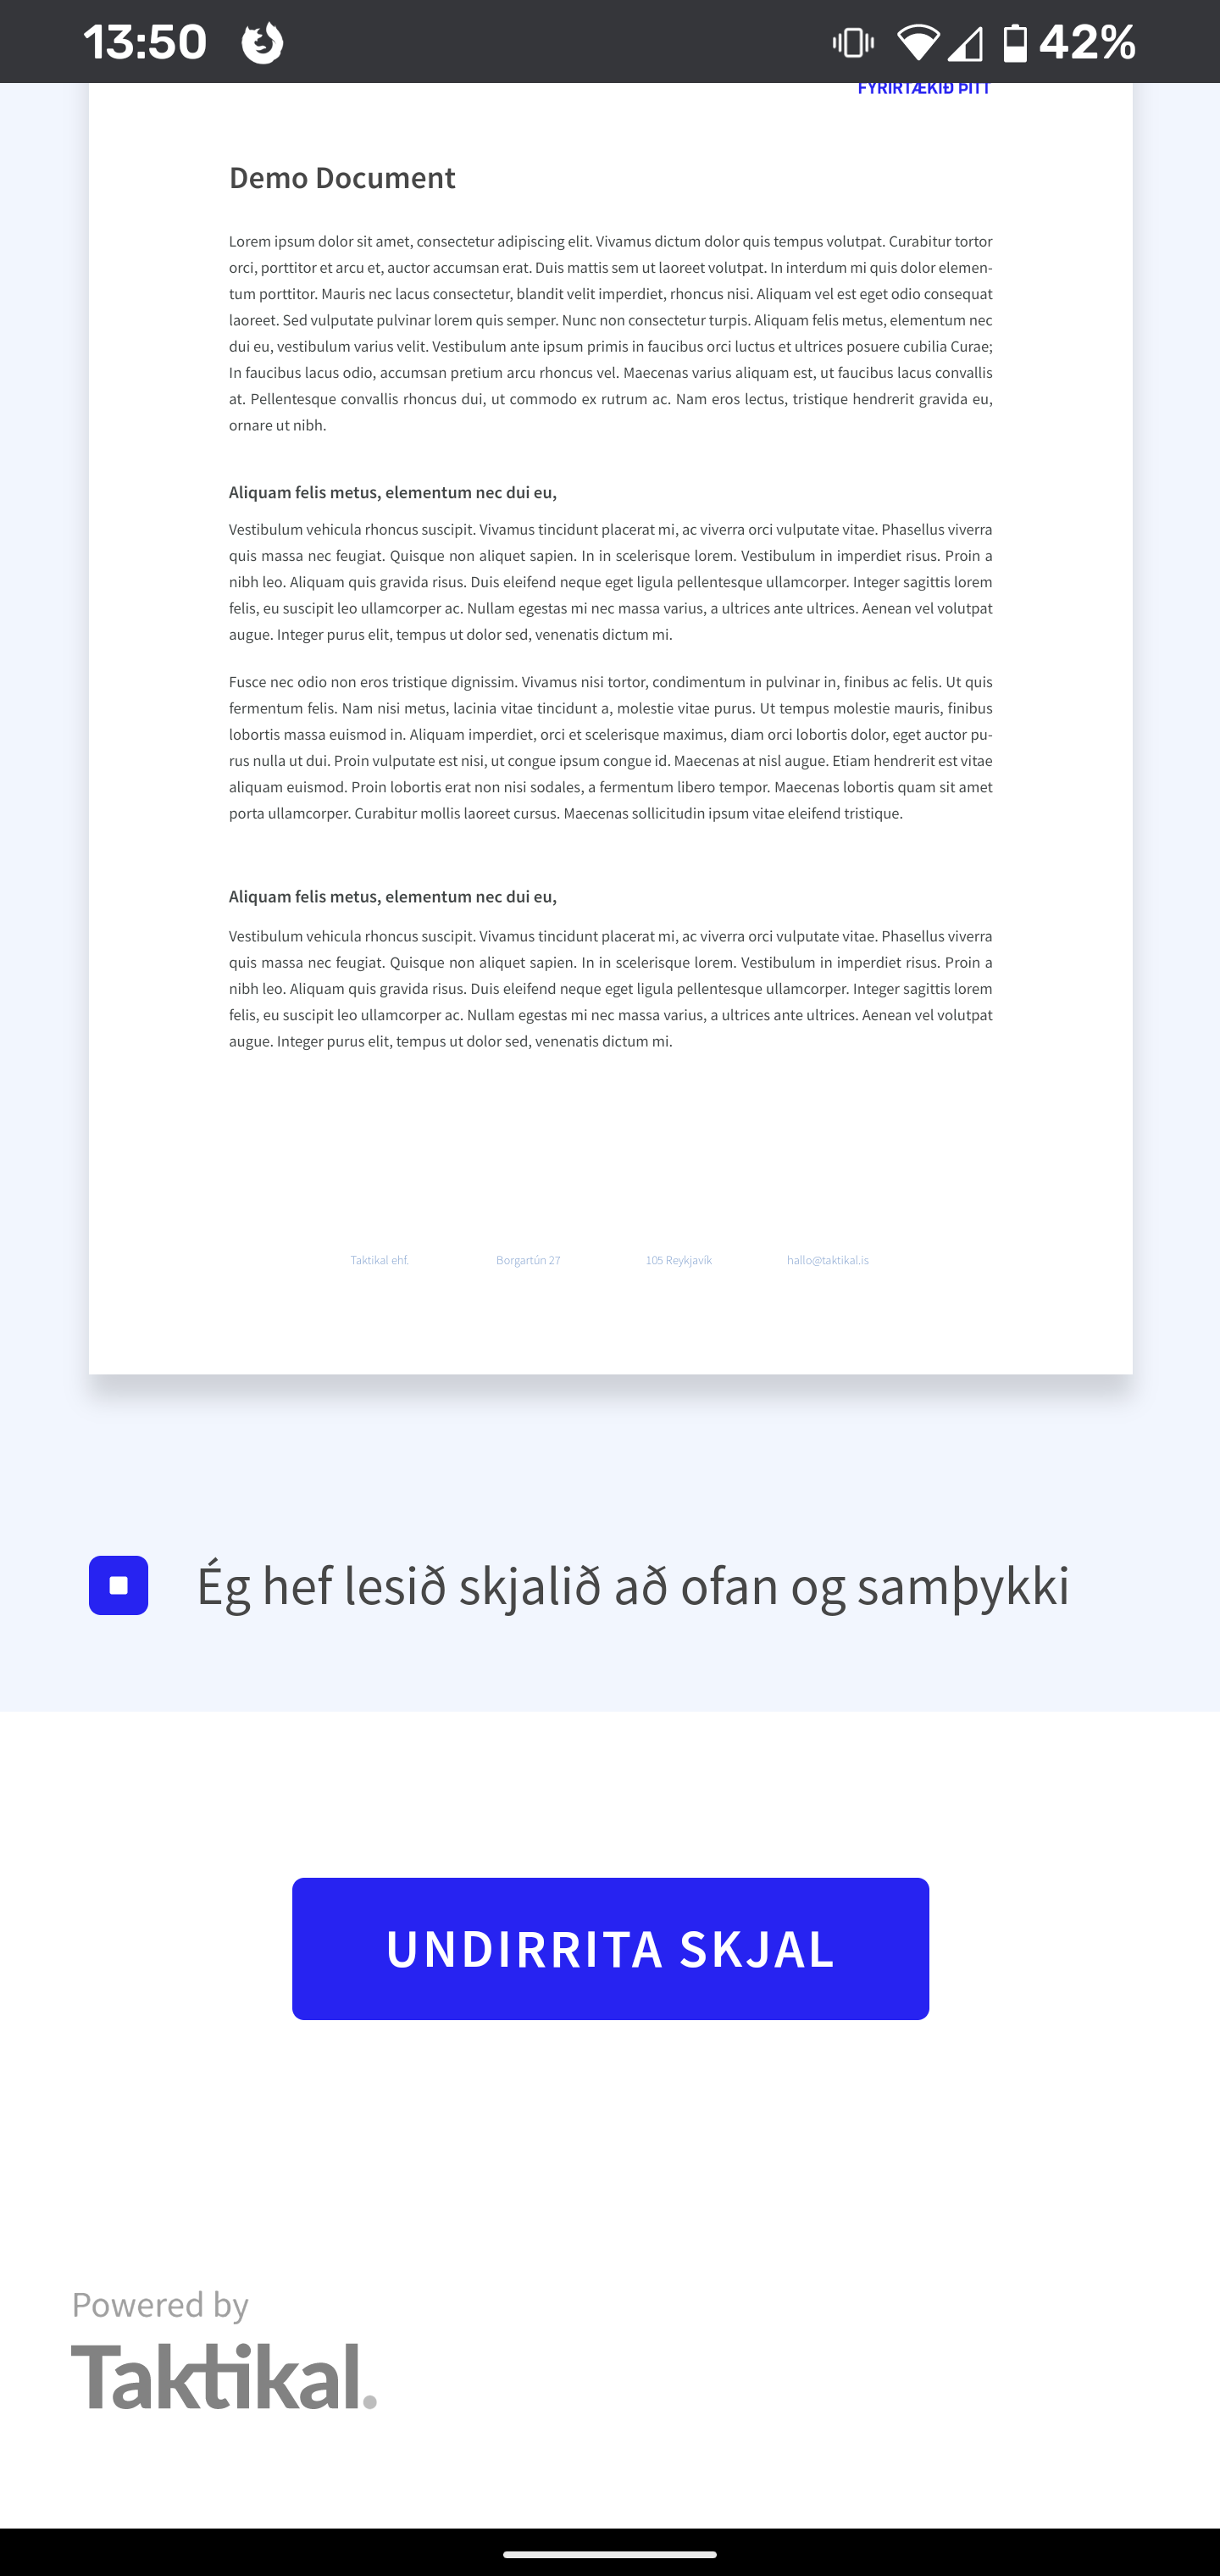 13:50
42%
FYRIRTÆKIÐ ÞITT
Demo Document
Lorem ipsum dolor sit amet, consectetur adipiscing elit. Vivamus dictum dolor quis tempus volutpat. Curabitur tortor
orci, porttitor et arcu et, auctor accumsan erat. Duis mattis sem ut laoreet volutpat. In interdum mi quis dolor elemen-
tum porttitor. Mauris nec lacus consectetur, blandit velit imperdiet, rhoncus nisi. Aliquam vel est eget odio consequat
laoreet. Sed vulputate pulvinar lorem quis semper. Nunc non consectetur turpis. Aliquam felis metus, elementum nec
dui eu, vestibulum varius velit. Vestibulum ante ipsum primis in faucibus orci luctus et ultrices posuere cubilia Curae;
In faucibus lacus odio, accumsan pretium arcu rhoncus vel. Maecenas varius aliquam est, ut faucibus lacus convallis
at. Pellentesque convallis rhoncus dui, ut commodo ex rutrum ac. Nam eros lectus, tristique hendrerit gravida eu,
ornare ut nibh.
Aliquam felis metus, elementum nec dui eu,
Vestibulum vehicula rhoncus suscipit. Vivamus tincidunt placerat mi, ac viverra orci vulputate vitae. Phasellus viverra
quis massa nec feugiat. Quisque non aliquet sapien. In in scelerisque lorem. Vestibulum in imperdiet risus. Proin a
nibh leo. Aliquam quis gravida risus. Duis eleifend neque eget ligula pellentesque ullamcorper. Integer sagittis lorem
felis, eu suscipit leo ullamcorper ac. Nullam egestas mi nec massa varius, a ultrices ante ultrices. Aenean vel volutpat
augue. Integer purus elit, tempus ut dolor sed, venenatis dictum mi.
Fusce nec odio non eros tristique dignissim. Vivamus nisi tortor, condimentum in pulvinar in, finibus ac felis. Ut quis
fermentum felis. Nam nisi metus, lacinia vitae tincidunt a, molestie vitae purus. Ut tempus molestie mauris, finibus
lobortis massa euismod in. Aliquam imperdiet, orci et scelerisque maximus, diam orci lobortis dolor, eget auctor pu-
rus nulla ut dui. Proin vulputate est nisi, ut congue ipsum congue id. Maecenas at nisl augue. Etiam hendrerit est vitae
aliquam euismod. Proin lobortis erat non nisi sodales, a fermentum libero tempor. Maecenas lobortis quam sit amet
porta ullamcorper. Curabitur mollis laoreet cursus. Maecenas sollicitudin ipsum vitae eleifend tristique.
Aliquam felis metus, elementum nec dui eu,
Vestibulum vehicula rhoncus suscipit. Vivamus tincidunt placerat mi, ac viverra orci vulputate vitae. Phasellus viverra
quis massa nec feugiat. Quisque non aliquet sapien. In in scelerisque lorem. Vestibulum in imperdiet risus. Proin a
nibh leo. Aliquam quis gravida risus. Duis eleifend neque eget ligula pellentesque ullamcorper. Integer sagittis lorem
felis, eu suscipit leo ullamcorper ac. Nullam egestas mi nec massa varius, a ultrices ante ultrices. Aenean vel volutpat
augue. Integer purus elit, tempus ut dolor sed, venenatis dictum mi.
Taktikal ehf. Borgartún 27 105 Reykjavík hallo@taktikal.is
Ég hef lesið skjalið að ofan og samþykki
UNDIRRITA SKJAL
Powered by
Taktikal.